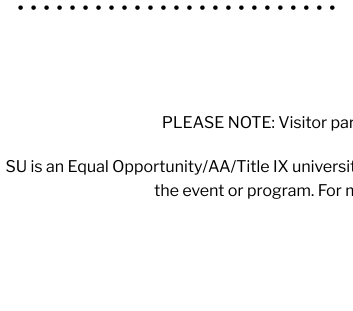 PLEASE NOTE: Visitor par
SU is an Equal Opportunity/AA/Title IX universit
the event or program. For